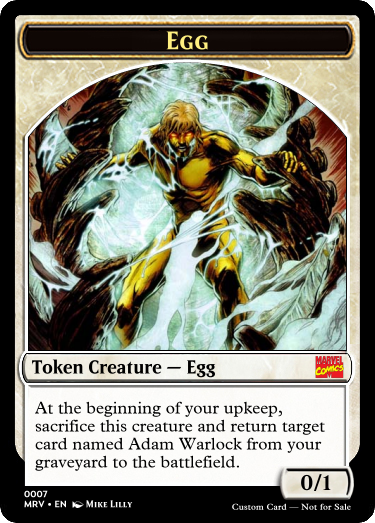 Egg
Token Creature — Egg
MARVEL
COMICS
At the beginning of your upkeep,
sacrifice this creature and return target
card named Adam Warlock from your
graveyard to the battlefield.
0/1
0007
MRV • EN Mike Lilly
Custom Card — Not for Sale